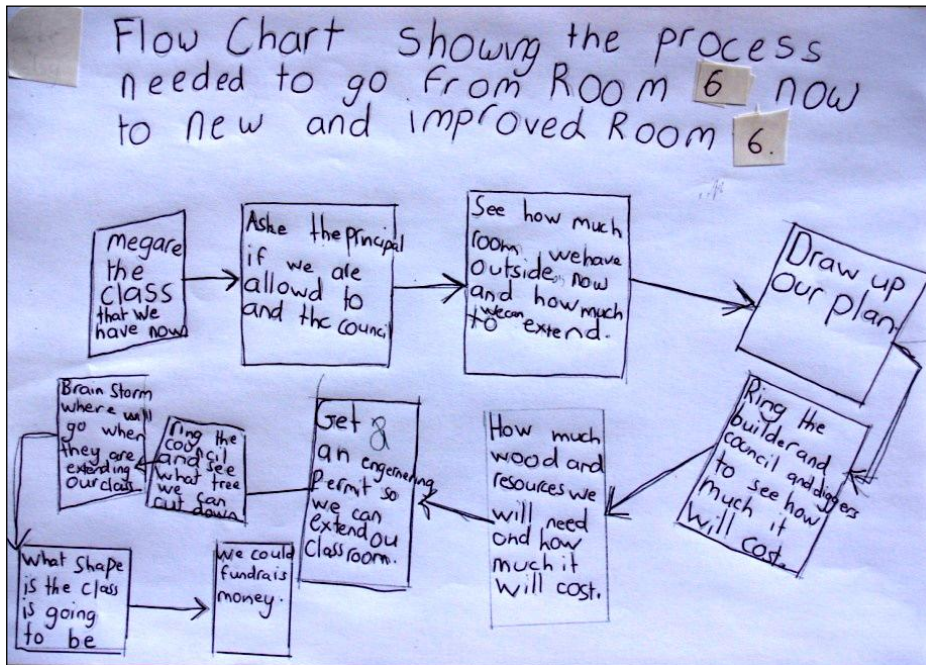 Flow Chart showing the process
needed to go from Room 6 now
to new and improved Room 6.
megare
the
class
that we
have now
Aske the principal
if we are
allowd to
and the council
See how much
room we have
outside now
and how much
to we can extend.
Draw up
our plan
Ring the
builder and
council and diggers
to see how
much it
will cost.
How much
wood and
resources we
will need
and how
much it
will cost.
Get
an engernering
Permit so
we can
extend ou
classroom.
ring the
council
and see
what tree
we can
cut down
Brain Storm
where will
go when
they are
extending
our class
What shape
is the class
is going
to be
we could
fundrais
money.